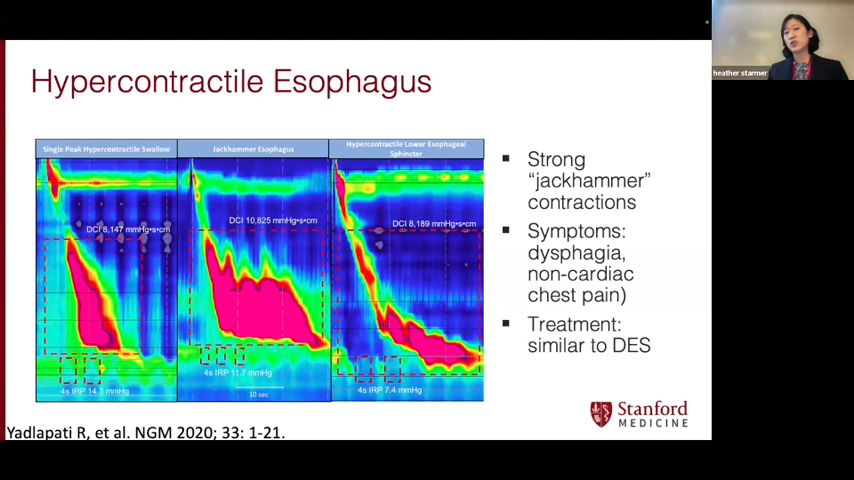 heather starmer
Hypercontractile Esophagus
Single Peak Hypercontractile Swallow
Jackhammer Esophagus
Hypercontractile Lower Esophageal
Sphincter
DCI 8,147 mmHg•s•cm
DCI 10,825 mmHg•s•cm
DCI 8,189 mmHg•s•cm
4s IRP 14.3 mmHg
4s IRP 11.7 mmHg
4s IRP 7.4 mmHg
10 sec
▪ Strong
“jackhammer”
contractions
▪ Symptoms:
dysphagia,
non-cardiac
chest pain)
▪ Treatment:
similar to DES
Stanford
MEDICINE
Yadlapati R, et al. NGM 2020; 33: 1-21.